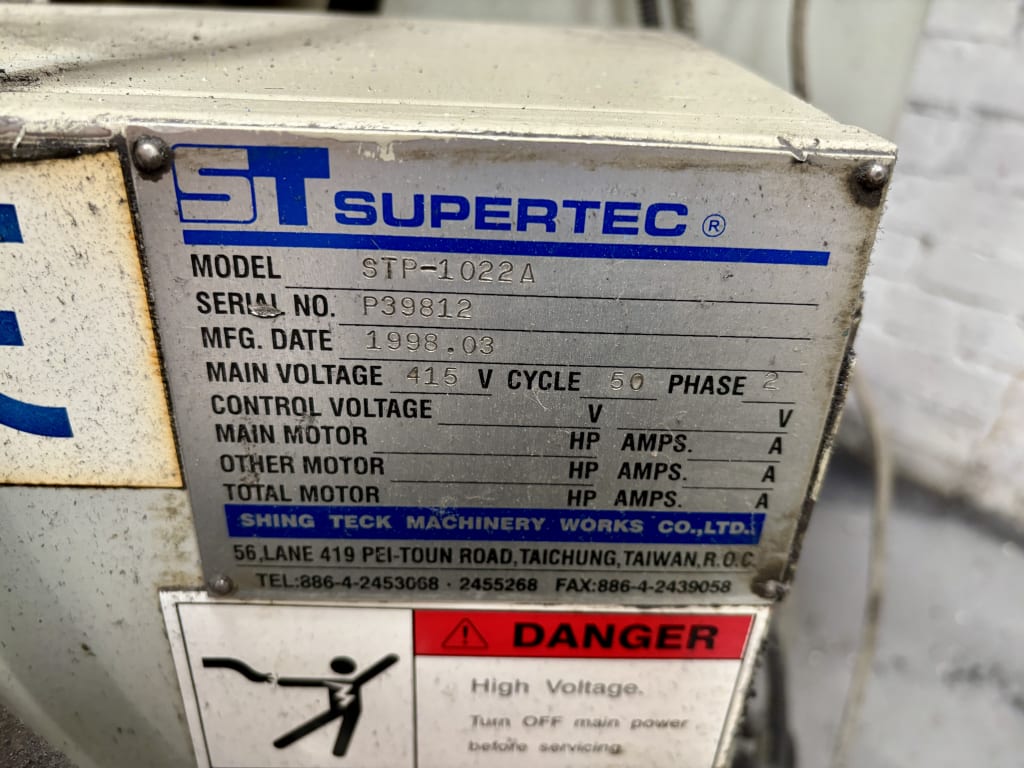 ST SUPERTEC ®
MODEL STP-1022A
SERIAL NO. P39812
MFG. DATE 1998.03
MAIN VOLTAGE 415 V CYCLE 50 PHASE 2
CONTROL VOLTAGE V V
MAIN MOTOR HP AMPS. A
OTHER MOTOR HP AMPS. A
TOTAL MOTOR HP AMPS. A
SHING TECK MACHINERY WORKS CO.,LTD.
56,LANE 419 PEI-TOUN ROAD,TAICHUNG,TAIWAN,R.O.C.
TEL:886-4-2453068 · 2455268 FAX:886-4-2439058
DANGER
High Voltage.
Turn OFF main power
before servicing.